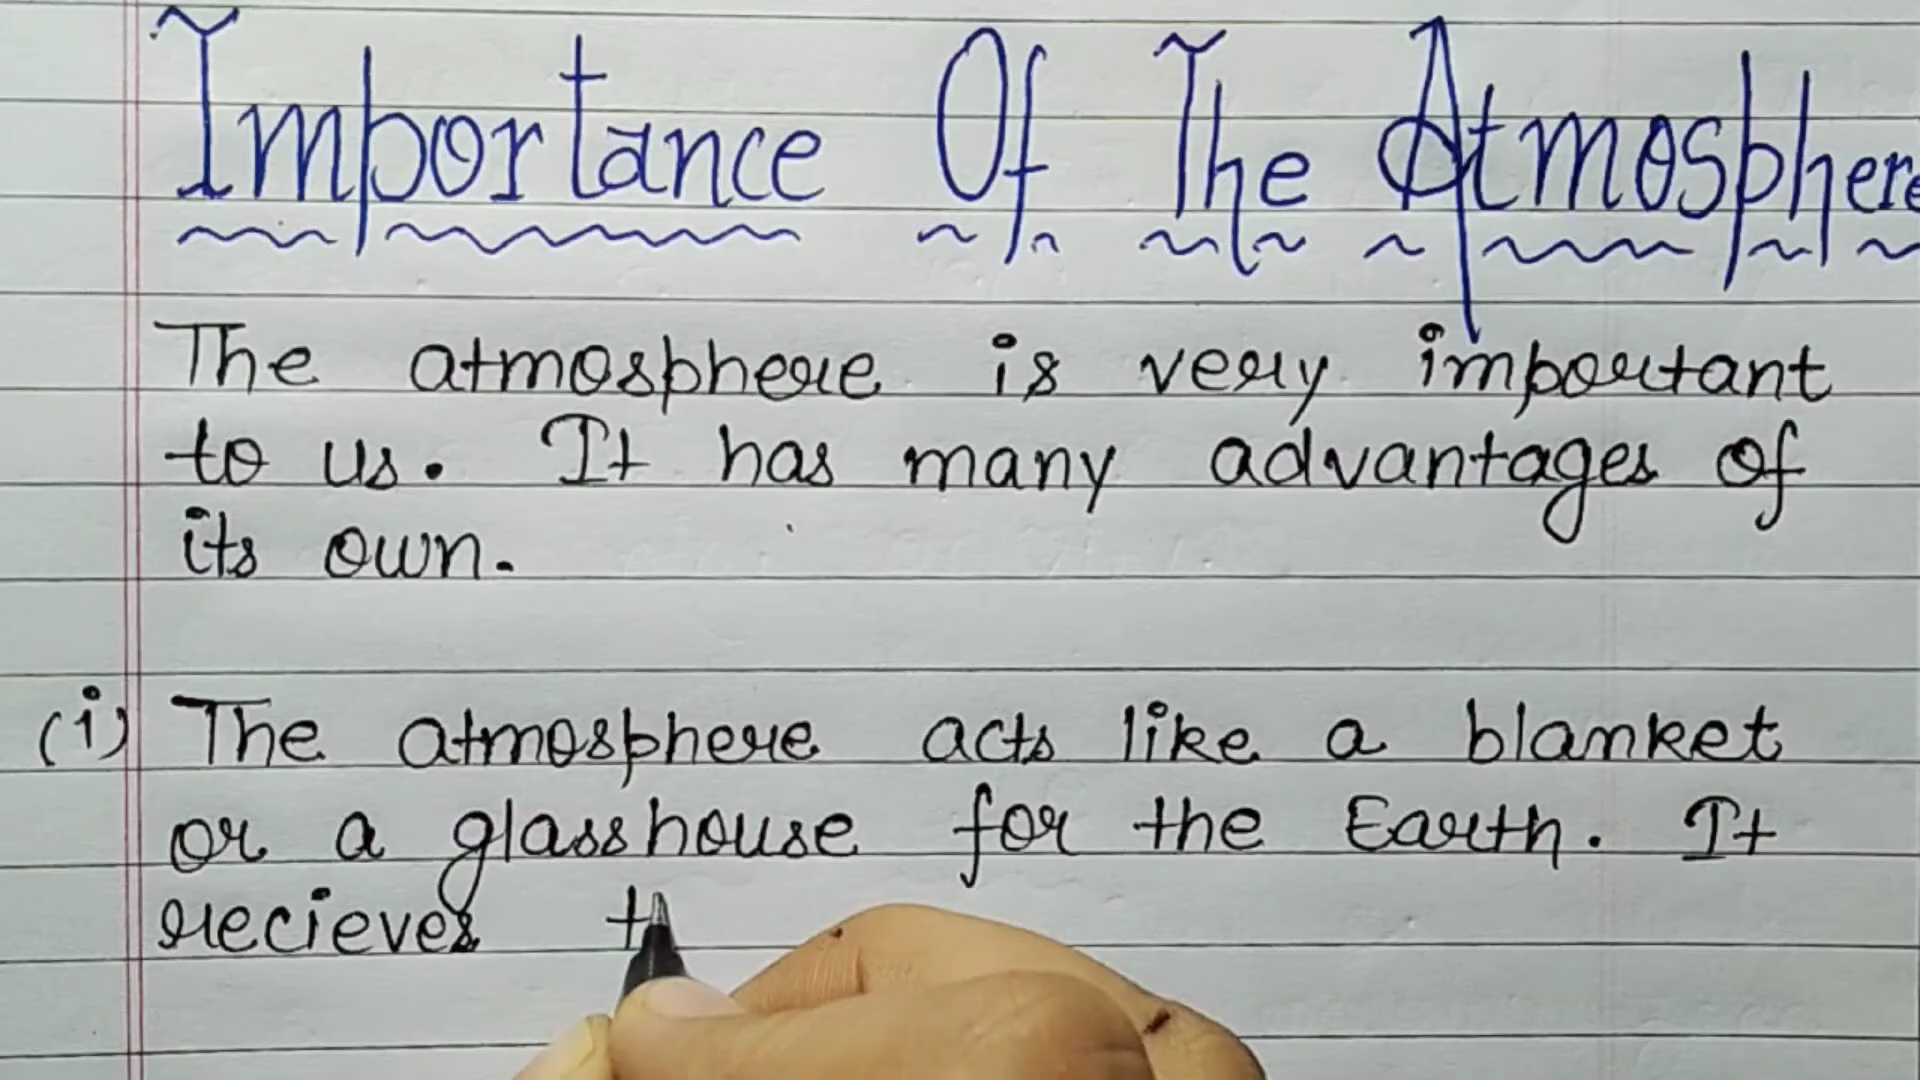 Importance Of The Atmosphere
The atmosphere is very important
to us. It has many advantages of
its own.
(i) The atmosphere acts like a blanket
or a glasshouse for the Earth. It
recieves t